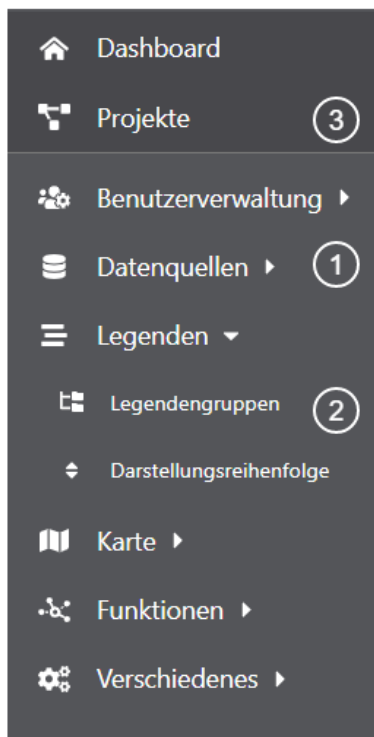 Dashboard
Projekte 3
Benutzerverwaltung
Datenquellen 1
Legenden
Legendengruppen 2
Darstellungsreihenfolge
Karte
Funktionen
Verschiedenes